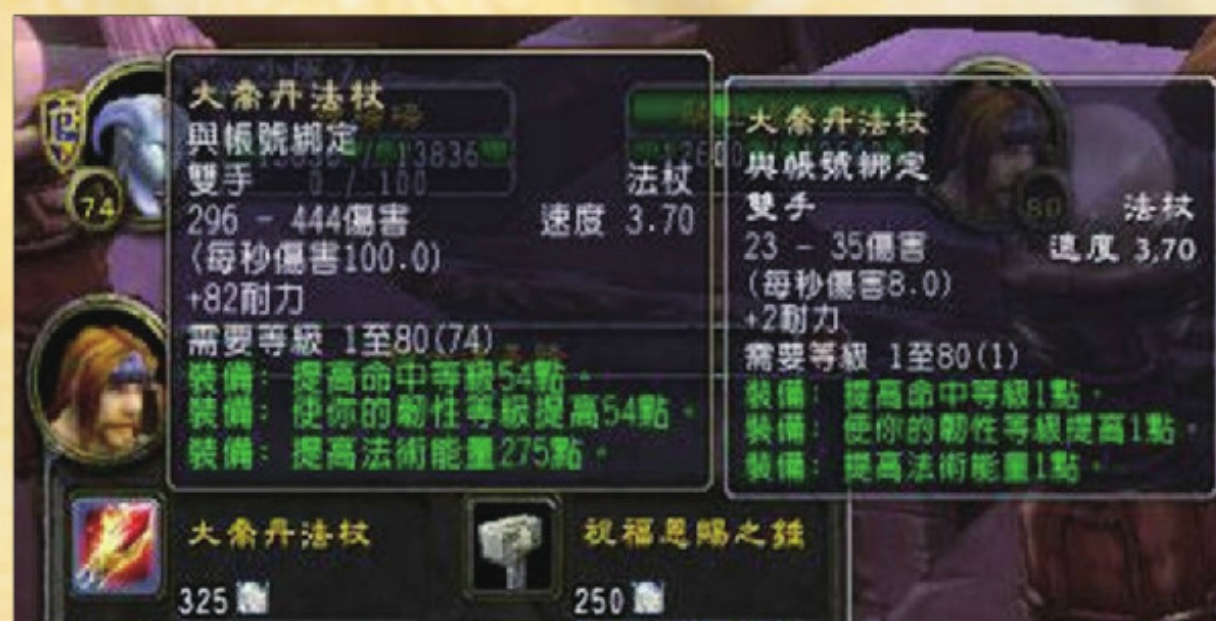 大喬丹法杖
與帳號綁定
雙手 法杖
296 - 444傷害 速度 3.70
(每秒傷害100.0)
+82耐力
需要等級 1至80(74)
裝備: 提高命中等級54點。
裝備: 使你的韌性等級提高54點。
裝備: 提高法術能量275點。
大喬丹法杖
與帳號綁定
雙手 法杖
23 - 35傷害 速度 3.70
(每秒傷害8.0)
+2耐力
需要等級 1至80(1)
裝備: 提高命中等級1點。
裝備: 使你的韌性等級提高1點。
裝備: 提高法術能量1點。
13836
0 / 100
74
80
大喬丹法杖
325
祝福恩賜之錘
250